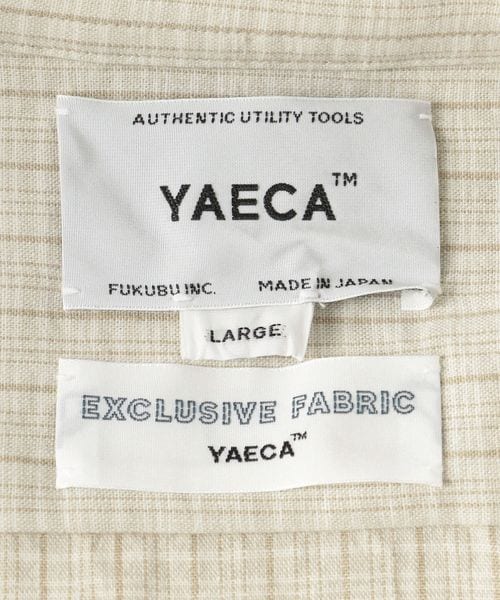 AUTHENTIC UTILITY TOOLS
YAECA™
FUKUBU INC. MADE IN JAPAN
LARGE
EXCLUSIVE FABRIC
YAECA™